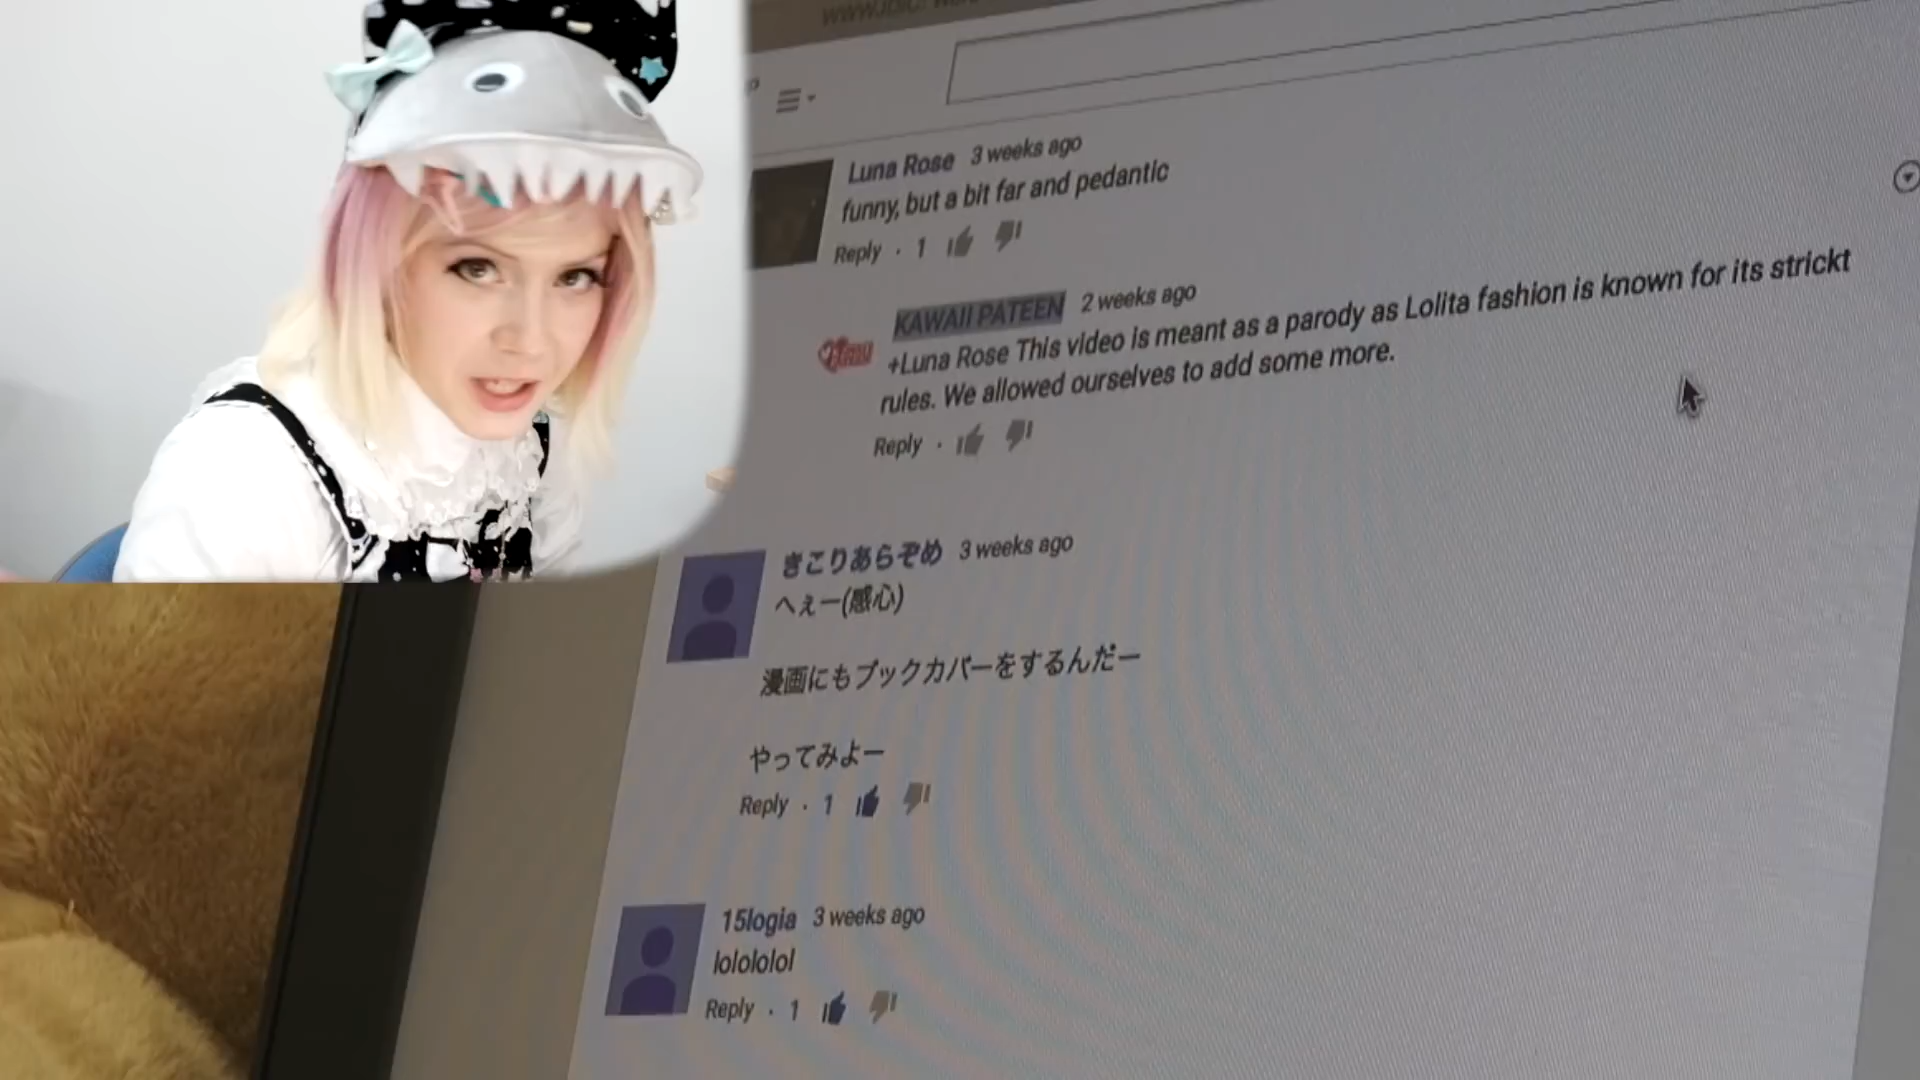 Luna Rose 3 weeks ago
funny, but a bit far and pedantic
Reply · 1
KAWAII PATEEN 2 weeks ago
+Luna Rose This video is meant as a parody as Lolita fashion is known for its strickt
rules. We allowed ourselves to add some more.
Reply ·
きこりあらぞめ 3 weeks ago
へぇー(感心)
漫画にもブックカバーをするんだー
やってみよー
Reply · 1
15logia 3 weeks ago
lolololol
Reply · 1